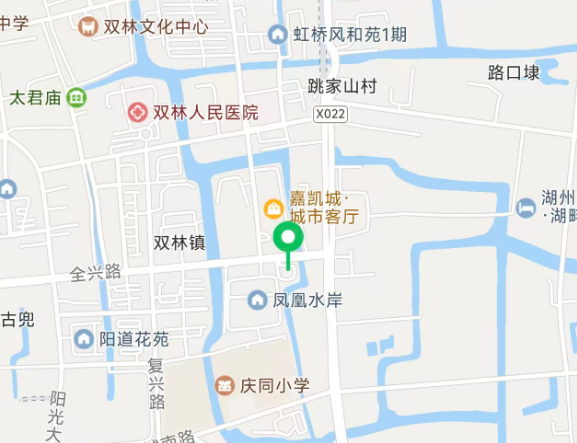 中学
双林文化中心
虹桥风和苑1期
路口埭
跳家山村
太君庙
双林人民医院
X022
嘉凯城·
城市客厅
湖州
·湖畔
双林镇
全兴路
凤凰水岸
古兜
阳道花苑
复兴路
庆同小学
阳光大
城南路